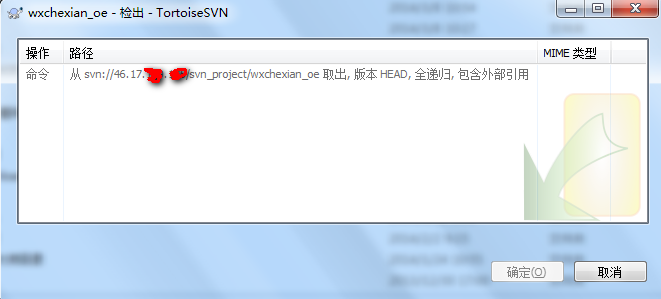 wxchexian_oe - 检出 - TortoiseSVN
操作 路径 MIME 类型
命令 从 svn://46.17. /svn_project/wxchexian_oe 取出, 版本 HEAD, 全递归, 包含外部引用
确定(O) 取消